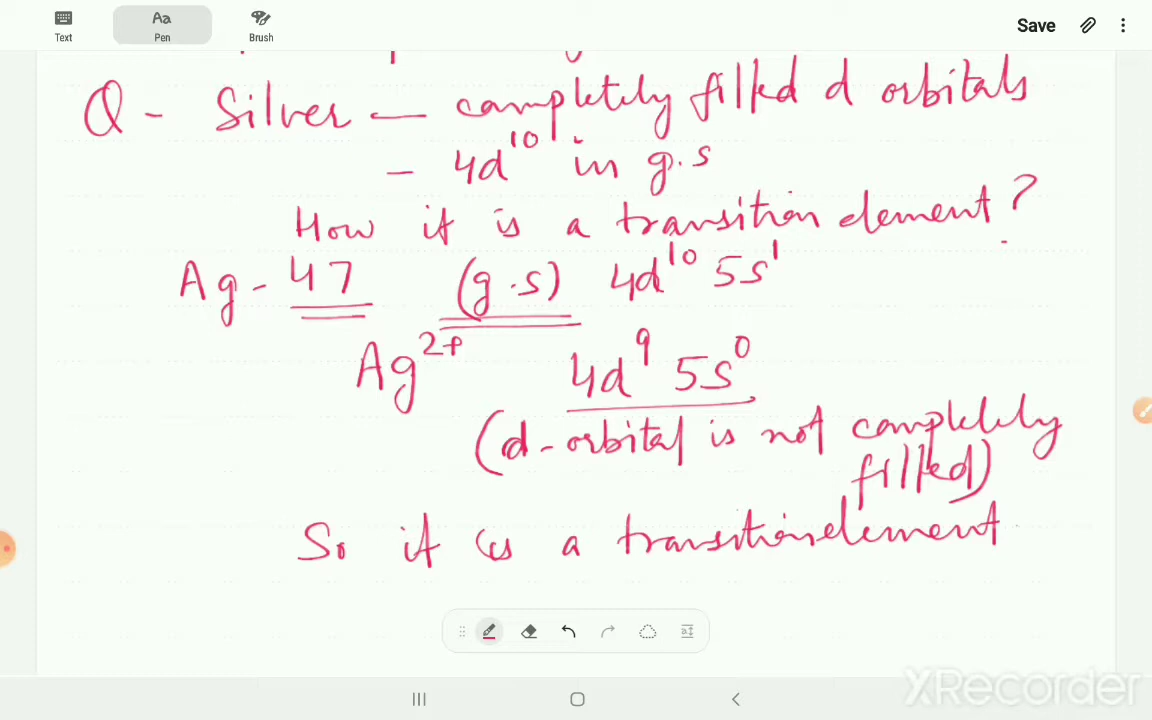 Text
Aa
Pen
Brush
Save
Q - Silver — completely filled d orbitals
- 4d¹⁰ in g.s
How it is a transition element?
Ag - 47 (g.s) 4d¹⁰ 5s¹
Ag²⁺ 4d⁹ 5s⁰
(d-orbital is not completely
filled)
So it is a transition element
XRecorder